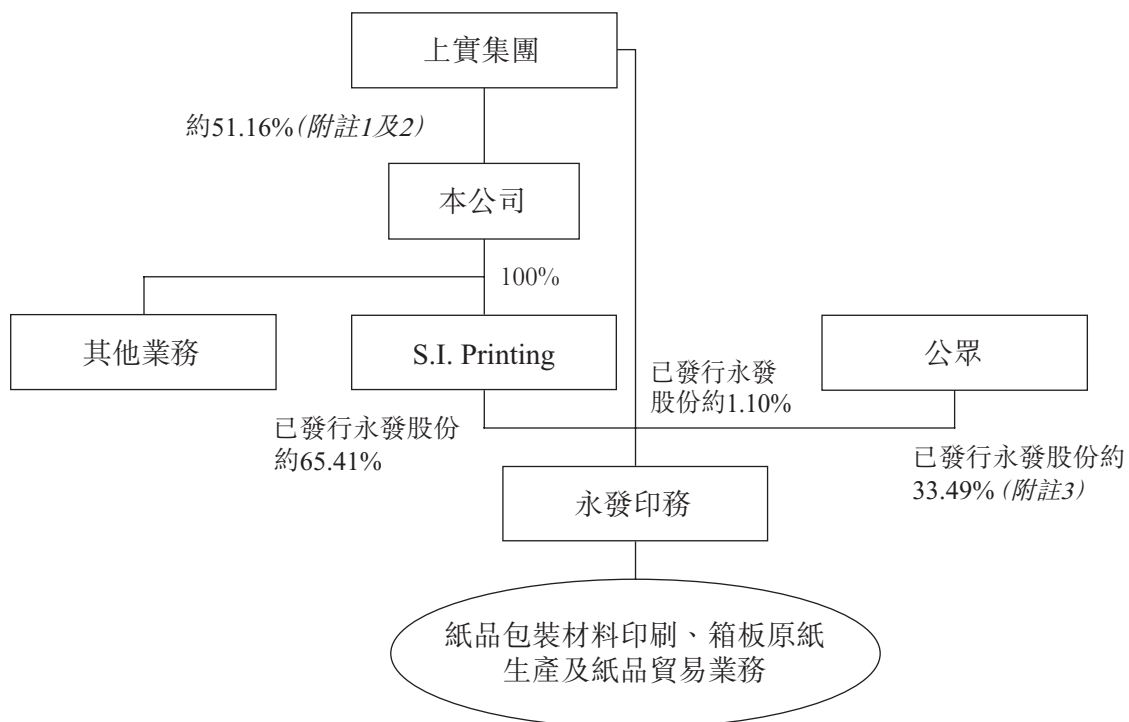 上實集團
約51.16%(附註1及2)
本公司
100%
其他業務
S.I. Printing
公眾
已發行永發
股份約1.10%
已發行永發股份
約65.41%
已發行永發股份約
33.49% (附註3)
永發印務
紙品包裝材料印刷、箱板原紙
生產及紙品貿易業務